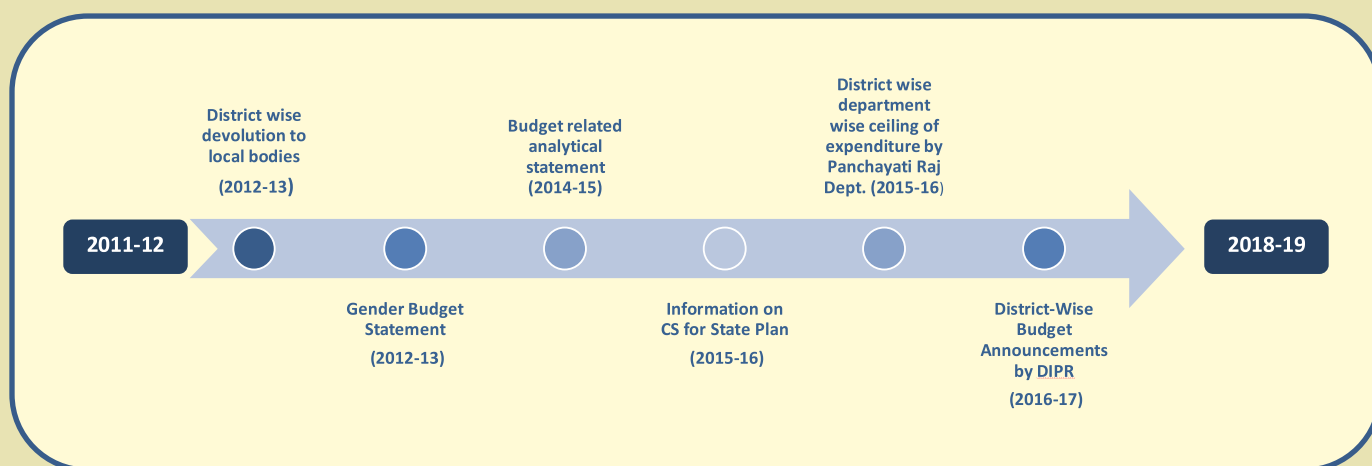 2011-12
District wise
devolution to
local bodies
(2012-13)
Gender Budget
Statement
(2012-13)
Budget related
analytical
statement
(2014-15)
Information on
CS for State Plan
(2015-16)
District wise
department
wise ceiling of
expenditure by
Panchayati Raj
Dept. (2015-16)
District-Wise
Budget
Announcements
by DIPR
(2016-17)
2018-19